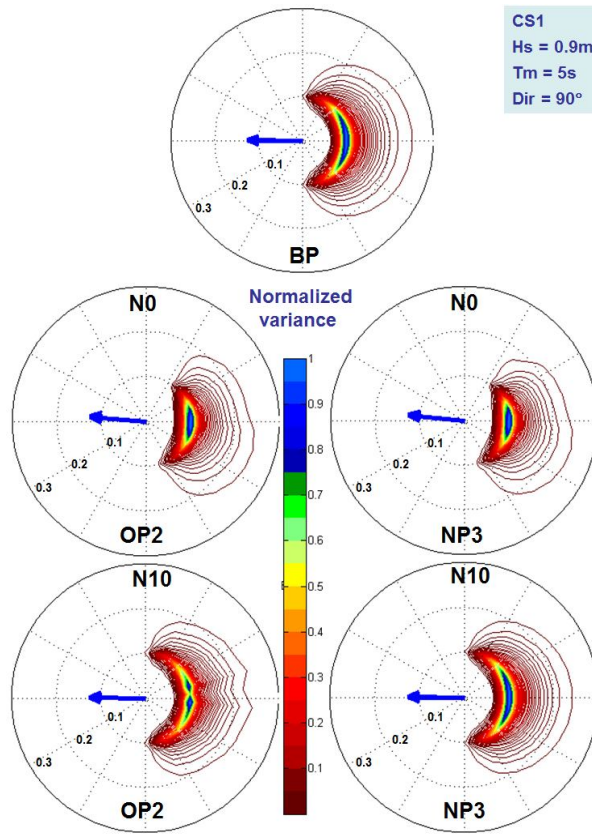 CS1
Hs = 0.9m
Tm = 5s
Dir = 90°
0.1
0.2
0.3
BP
N0
Normalized
variance
N0
0.1
0.2
0.3
OP2
1
0.9
0.8
0.7
0.6
0.5
0.4
0.3
0.2
0.1
0.1
0.2
0.3
NP3
N10
0.1
0.2
0.3
OP2
N10
0.1
0.2
0.3
NP3